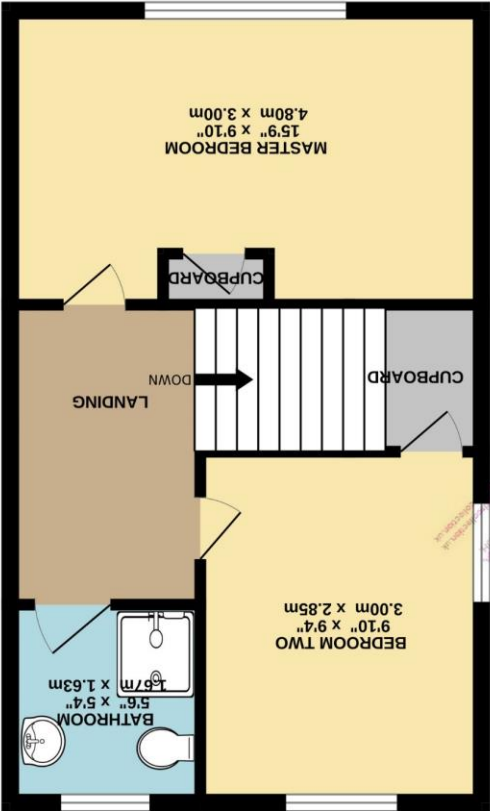 BATHROOM
5'6" x 5'4"
1.67m x 1.63m
BEDROOM TWO
9'10" x 9'4"
3.00m x 2.85m
LANDING
DOWN
CUPBOARD
CUPBOARD
MASTER BEDROOM
15'9" x 9'10"
4.80m x 3.00m